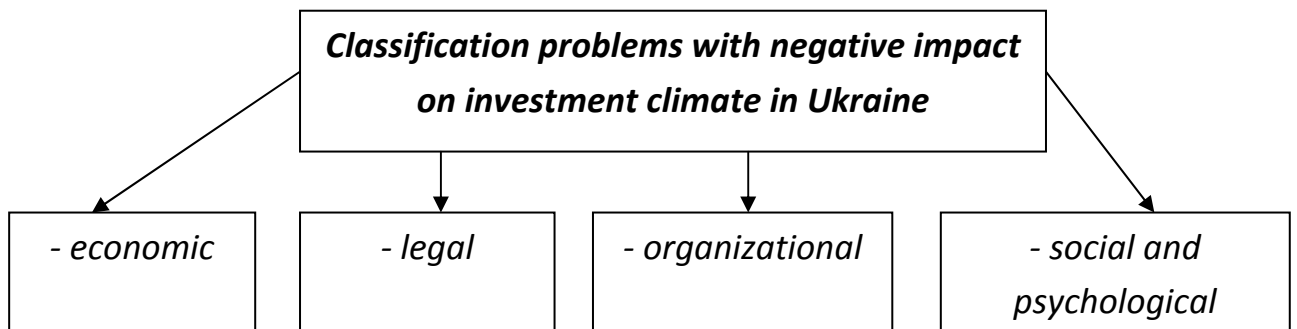 Classification problems with negative impact
on investment climate in Ukraine
- economic
- legal
- organizational
- social and
psychological